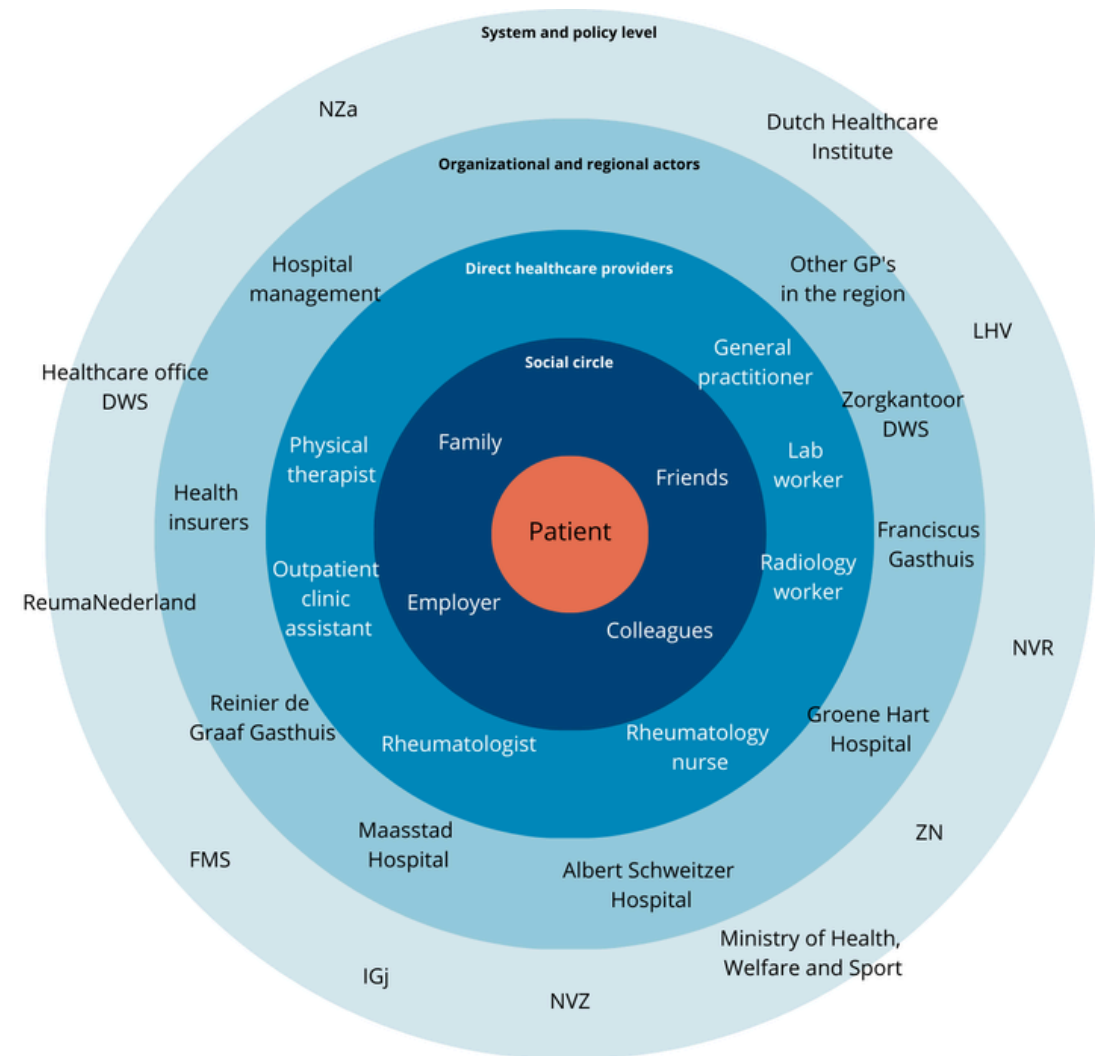 System and policy level
NZa
Dutch Healthcare
Institute
Organizational and regional actors
Hospital
management
Direct healthcare providers
Other GP's
in the region
LHV
General
practitioner
Social circle
Healthcare office
DWS
Zorgkantoor
DWS
Physical
therapist
Family
Friends
Lab
worker
Health
insurers
Patient
Franciscus
Gasthuis
Outpatient
clinic
assistant
Radiology
worker
ReumaNederland
Employer
Colleagues
NVR
Reinier de
Graaf Gasthuis
Rheumatologist
Rheumatology
nurse
Groene Hart
Hospital
Maasstad
Hospital
ZN
FMS
Albert Schweitzer
Hospital
Ministry of Health,
Welfare and Sport
IGj
NVZ